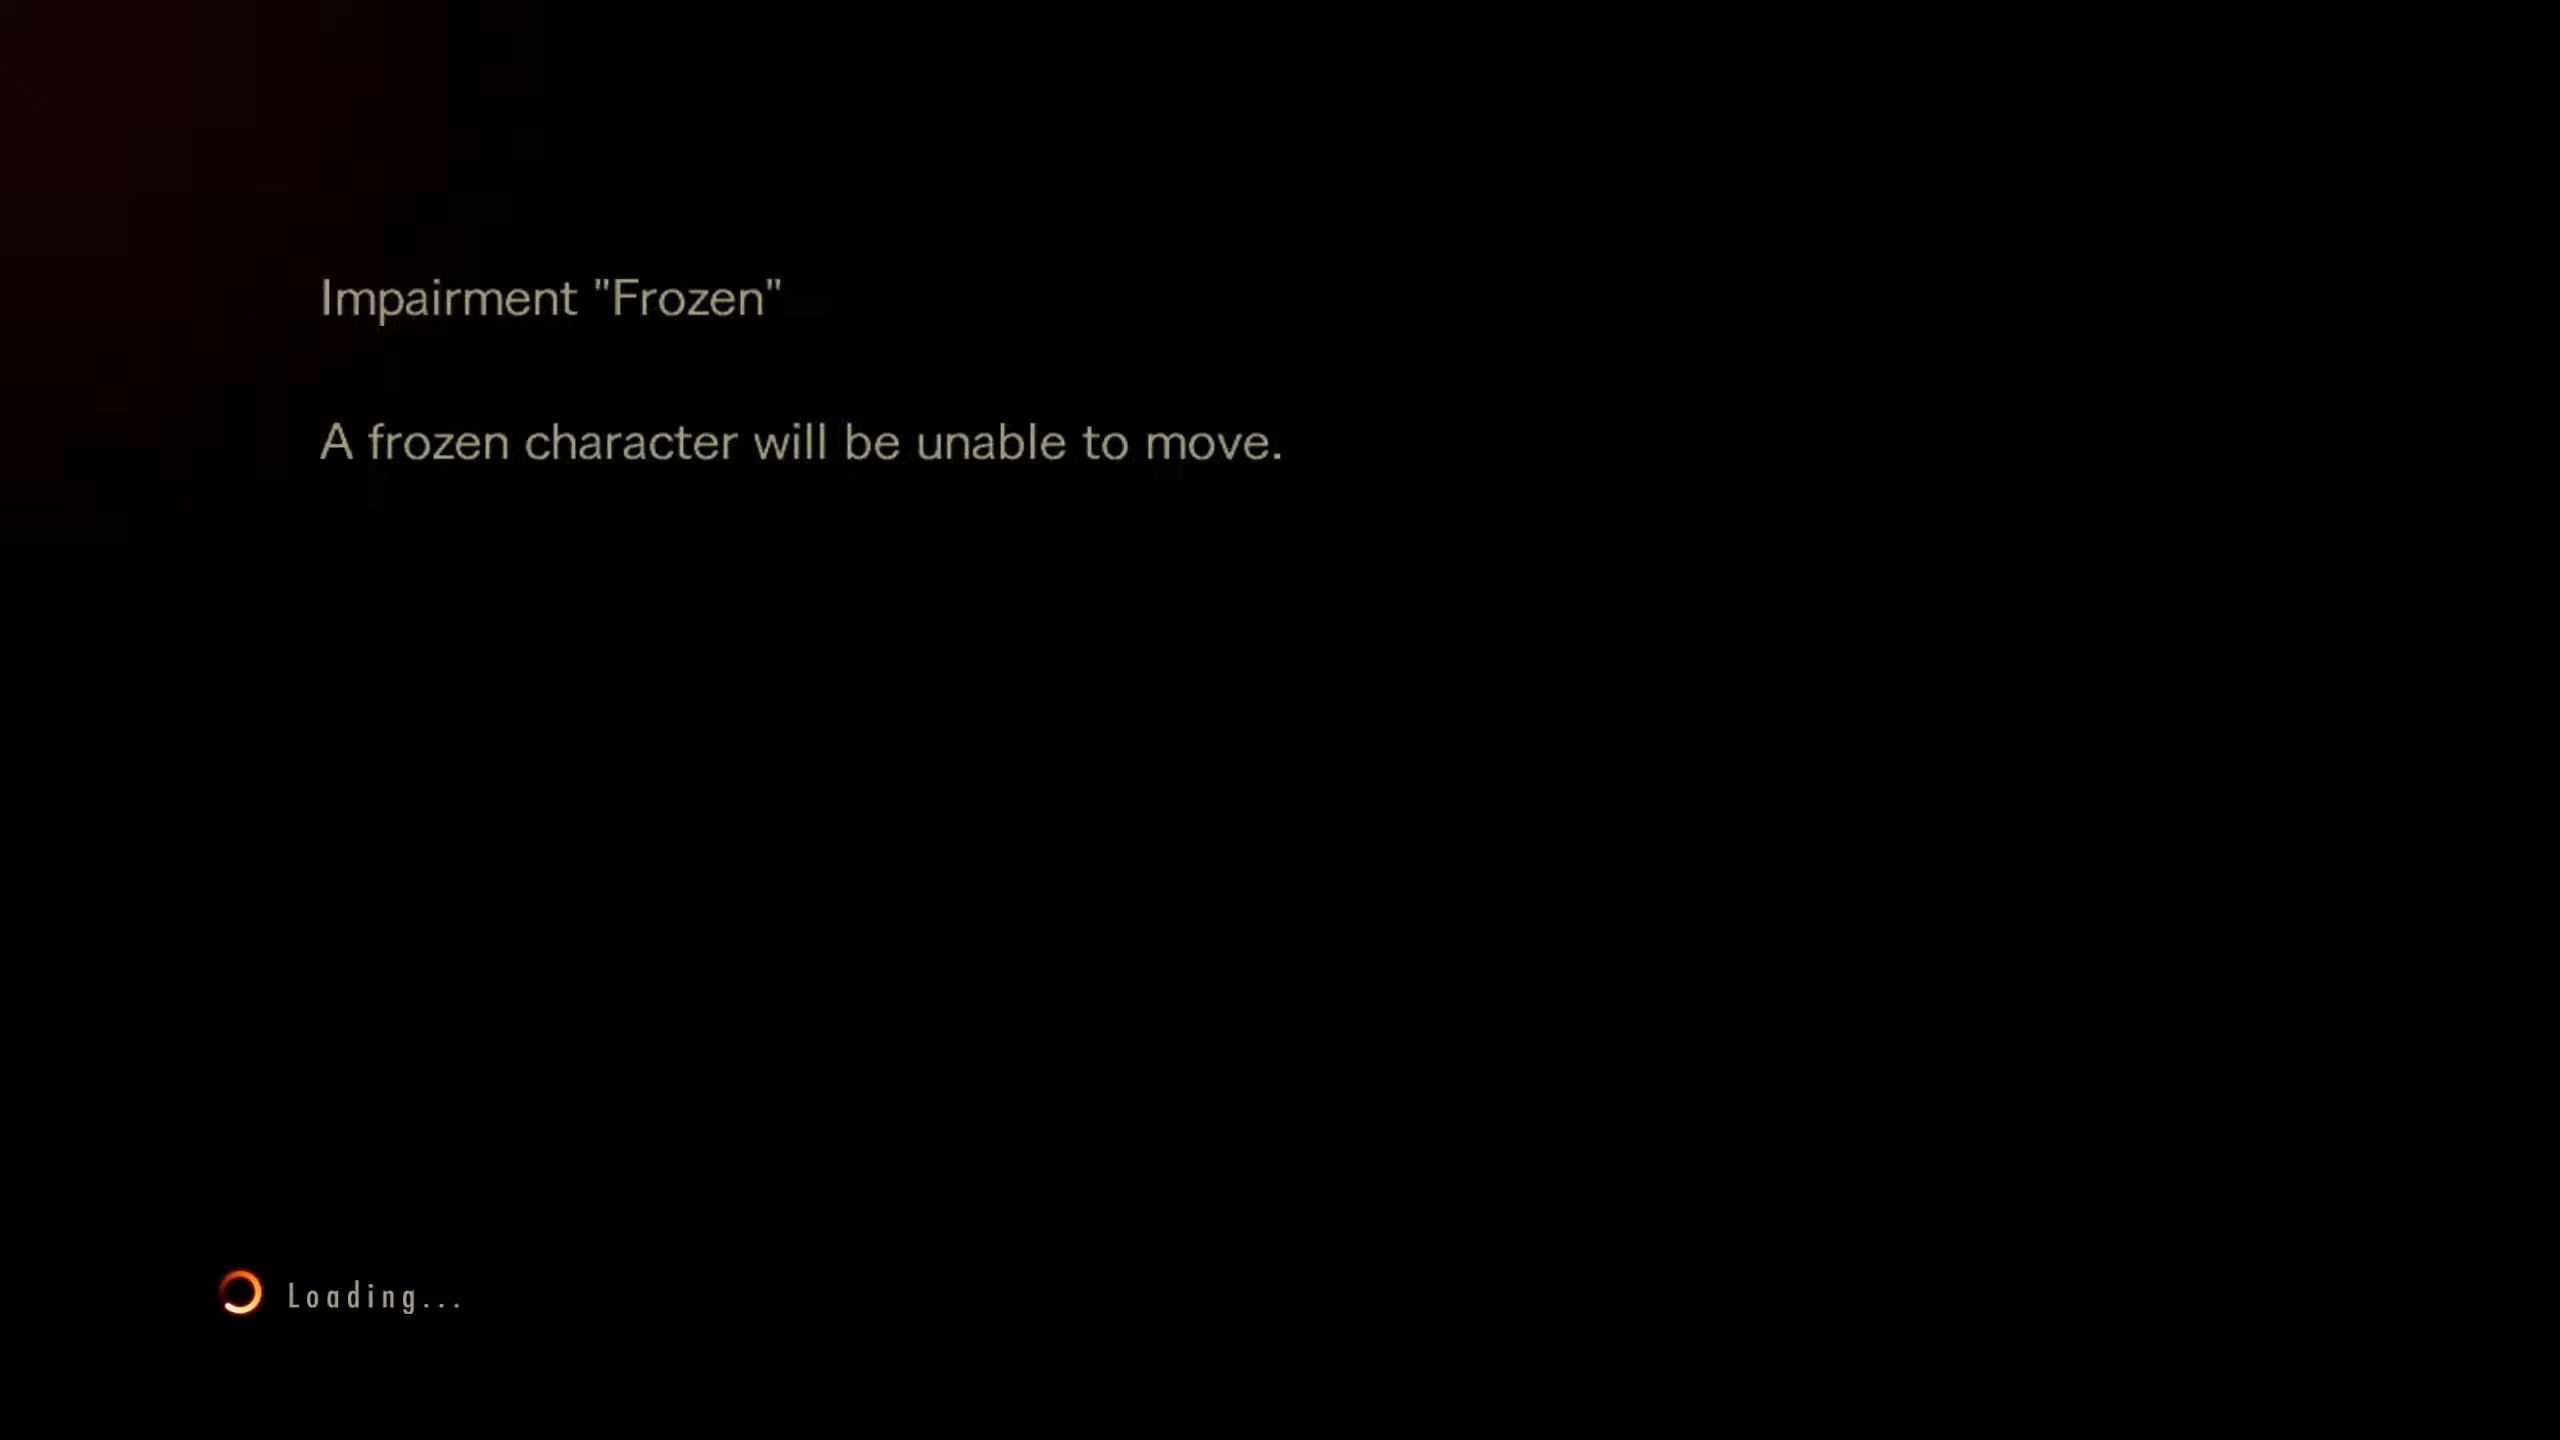 Impairment "Frozen"
A frozen character will be unable to move.
Loading...